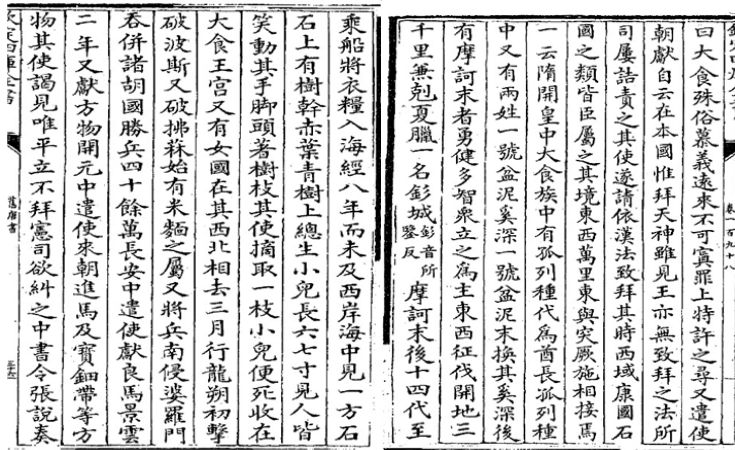 乘船將衣糧入海經八年而未及西岸海中見一方石
石上有樹幹赤葉青樹上總生小兒長六七寸見人皆
笑動其手脚頭著樹枝其使摘取一枝小兒便死收在
大食王宫又有女國在其西北相去三月行龍朔初擊
破波斯又破拂菻始有米麵之屬又將兵南侵婆羅門
吞併諸胡國勝兵四十餘萬長安中遣使獻良馬景雲
二年又獻方物開元中遣使來朝進馬及寳鈿帶等方
物其使謁見唯平立不拜憲司欲糾之中書令張說奏
舊唐書
卷一百九十八
曰大食殊俗慕義遠來不可寘罪上特許之尋又遣使
朝獻自云在本國惟拜天神雖見王亦無致拜之法所
司屢詰責之其使遂請依漢法致拜其時西域康國石
國之類皆臣屬之其境東西萬里東與突厥施相接焉
一云隋開皇中大食族中有孤列種代為酋長孤列種
中又有兩姓一號盆泥奚深一號盆泥末換其奚深後
有摩訶末者勇健多智衆立之為主東西征伐開地三
千里兼剋夏臘一名釤城釤音所鑒反摩訶末後十四代至